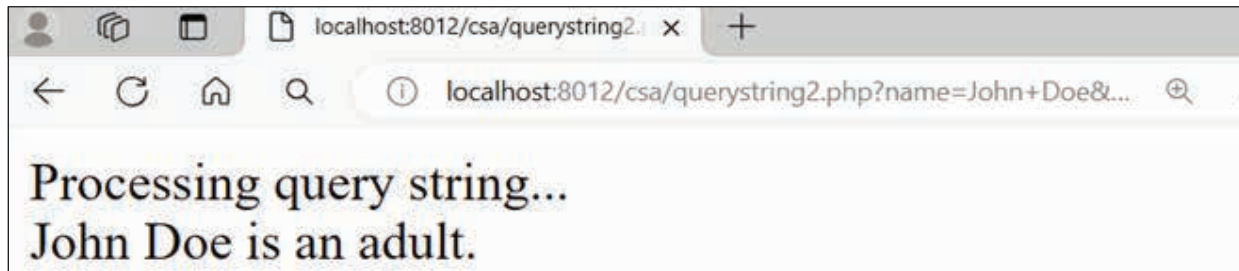 localhost:8012/csa/querystring2.
localhost:8012/csa/querystring2.php?name=John+Doe&...
Processing query string...
John Doe is an adult.